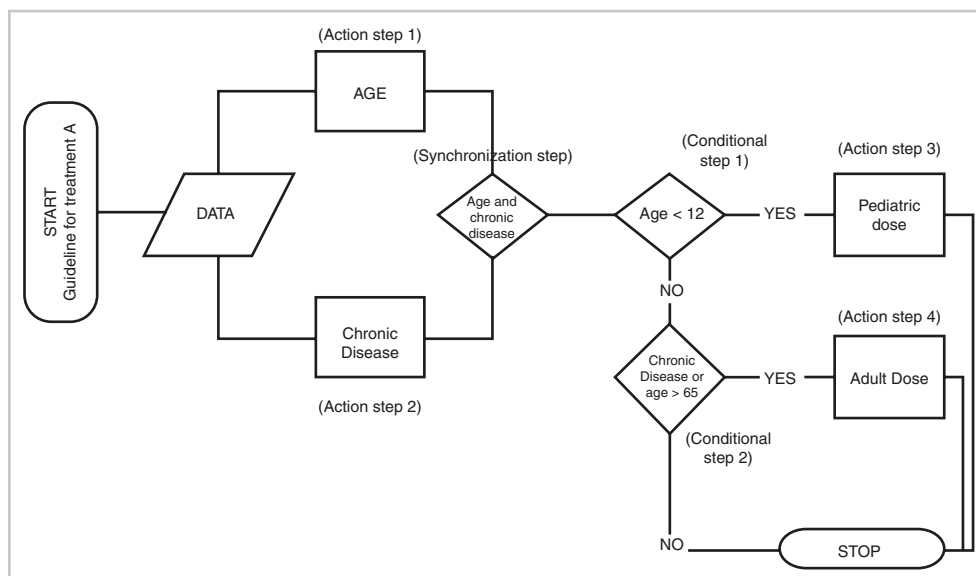 START
Guideline for treatment A
DATA
(Action step 1)
AGE
Chronic
Disease
(Action step 2)
(Synchronization step)
Age and
chronic
disease
(Conditional
step 1)
Age < 12
YES
(Action step 3)
Pediatric
dose
NO
Chronic
Disease or
age > 65
(Conditional
step 2)
YES
(Action step 4)
Adult Dose
NO
STOP